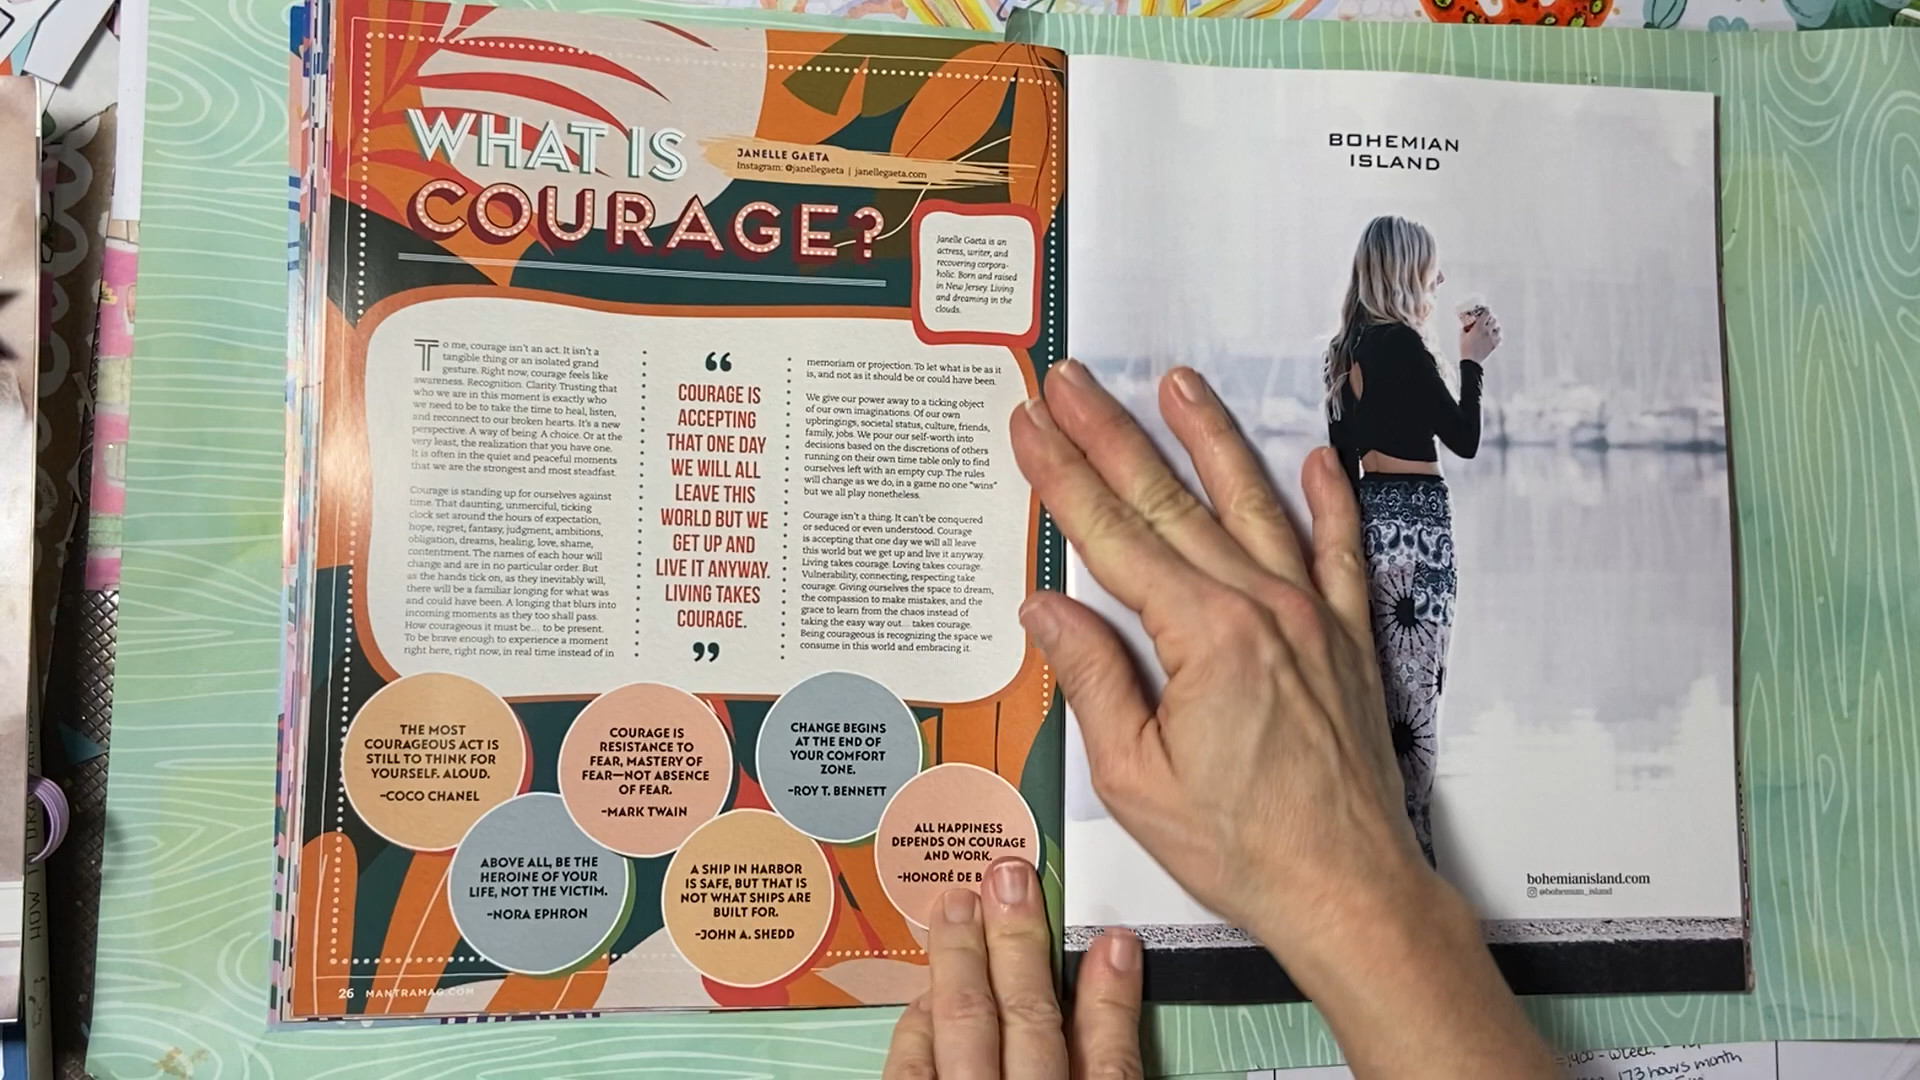 WHAT IS
COURAGE?
JANELLE GAETA
Instagram: @janellegaeta | janellegaeta.com
Janelle Gaeta is an
actress, writer, and
recovering corpora-
holic. Born and raised
in New Jersey. Living
and dreaming in the
clouds.
To me, courage isn't an act. It isn't a
tangible thing or an isolated grand
gesture. Right now, courage feels like
awareness. Recognition. Clarity. Trusting that
who we are in this moment is exactly who
we need to be to take the time to heal, listen,
and reconnect to our broken hearts. It's a new
perspective. A way of being. A choice. Or at the
very least, the realization that you have one.
It is often in the quiet and peaceful moments
that we are the strongest and most steadfast.
Courage is standing up for ourselves against
time. That daunting, unmerciful, ticking
clock set around the hours of expectation,
hope, regret, fantasy, judgment, ambitions,
obligation, dreams, healing, love, shame,
contentment. The names of each hour will
change and are in no particular order. But
as the hands tick on, as they inevitably will,
there will be a familiar longing for what was
and could have been. A longing that blurs into
incoming moments as they too shall pass.
How courageous it must be... to be present.
To be brave enough to experience a moment
right here, right now, in real time instead of in
“
COURAGE IS
ACCEPTING
THAT ONE DAY
WE WILL ALL
LEAVE THIS
WORLD BUT WE
GET UP AND
LIVE IT ANYWAY.
LIVING TAKES
COURAGE.
”
memoriam or projection. To let what is be as it
is, and not as it should be or could have been.
We give our power away to a ticking object
of our own imaginations. Of our own
upbringings, societal status, culture, friends,
family, jobs. We pour our self-worth into
decisions based on the discretions of others
running on their own time table only to find
ourselves left with an empty cup. The rules
will change as we do, in a game no one "wins"
but we all play nonetheless.
Courage isn't a thing. It can't be conquered
or seduced or even understood. Courage
is accepting that one day we will all leave
this world but we get up and live it anyway.
Living takes courage. Loving takes courage.
Vulnerability, connecting, respecting take
courage. Giving ourselves the space to dream,
the compassion to make mistakes, and the
grace to learn from the chaos instead of
taking the easy way out... takes courage.
Being courageous is recognizing the space we
consume in this world and embracing it.
THE MOST
COURAGEOUS ACT IS
STILL TO THINK FOR
YOURSELF. ALOUD.
-COCO CHANEL
COURAGE IS
RESISTANCE TO
FEAR, MASTERY OF
FEAR—NOT ABSENCE
OF FEAR.
-MARK TWAIN
CHANGE BEGINS
AT THE END OF
YOUR COMFORT
ZONE.
-ROY T. BENNETT
ABOVE ALL, BE THE
HEROINE OF YOUR
LIFE, NOT THE VICTIM.
-NORA EPHRON
A SHIP IN HARBOR
IS SAFE, BUT THAT IS
NOT WHAT SHIPS ARE
BUILT FOR.
-JOHN A. SHEDD
ALL HAPPINESS
DEPENDS ON COURAGE
AND WORK.
-HONORÉ DE B
26 MANTRAMAG.COM
BOHEMIAN
ISLAND
bohemianisland.com
@bohemian_island
HOW TO
173 hours month